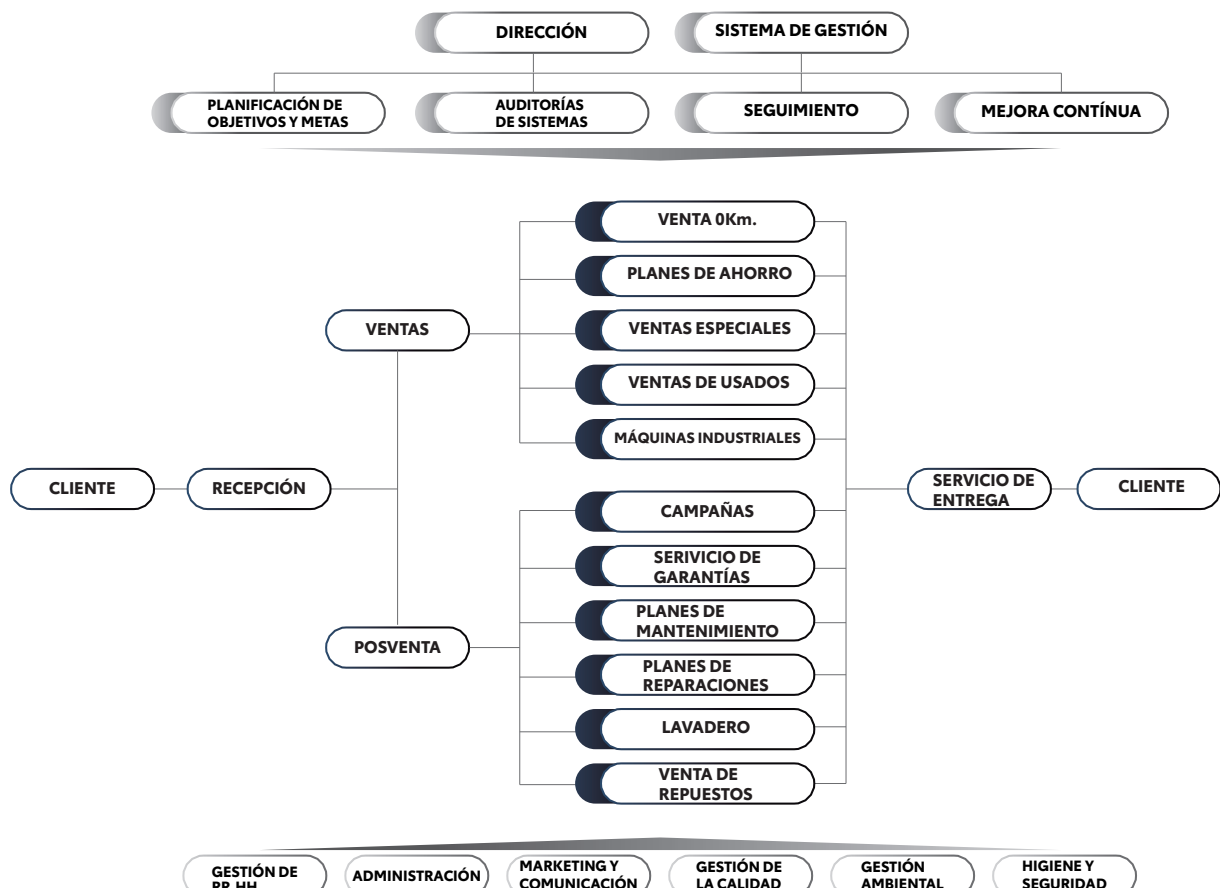 DIRECCIÓN
SISTEMA DE GESTIÓN
PLANIFICACIÓN DE
OBJETIVOS Y METAS
AUDITORÍAS
DE SISTEMAS
SEGUIMIENTO
MEJORA CONTÍNUA
VENTA 0Km.
PLANES DE AHORRO
VENTAS
VENTAS ESPECIALES
VENTAS DE USADOS
MÁQUINAS INDUSTRIALES
CLIENTE
RECEPCIÓN
SERVICIO DE
ENTREGA
CLIENTE
CAMPAÑAS
SERIVICIO DE
GARANTÍAS
PLANES DE
MANTENIMIENTO
POSVENTA
PLANES DE
REPARACIONES
LAVADERO
VENTA DE
REPUESTOS
GESTIÓN DE
RR.HH
ADMINISTRACIÓN
MARKETING Y
COMUNICACIÓN
GESTIÓN DE
LA CALIDAD
GESTIÓN
AMBIENTAL
HIGIENE Y
SEGURIDAD